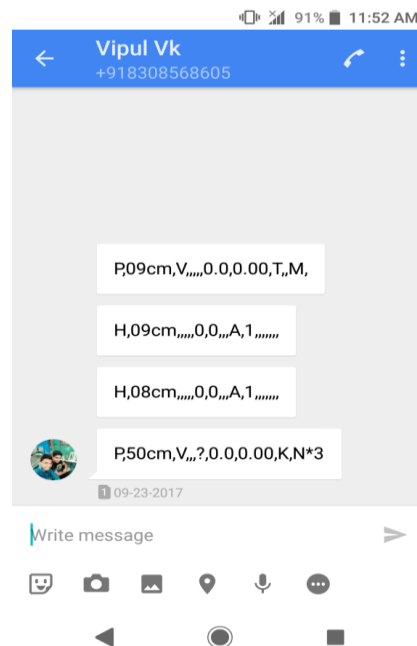 91% 11:52 AM
Vipul Vk
+918308568605
P,09cm,V,,,,,0.0,0.00,T,,M,
H,09cm,,,,,0,0,,,A,1,,,,,,,
H,08cm,,,,,0,0,,,A,1,,,,,,,
P,50cm,V,,,?,0.0,0.00,K,N*3
1 09-23-2017
Write message